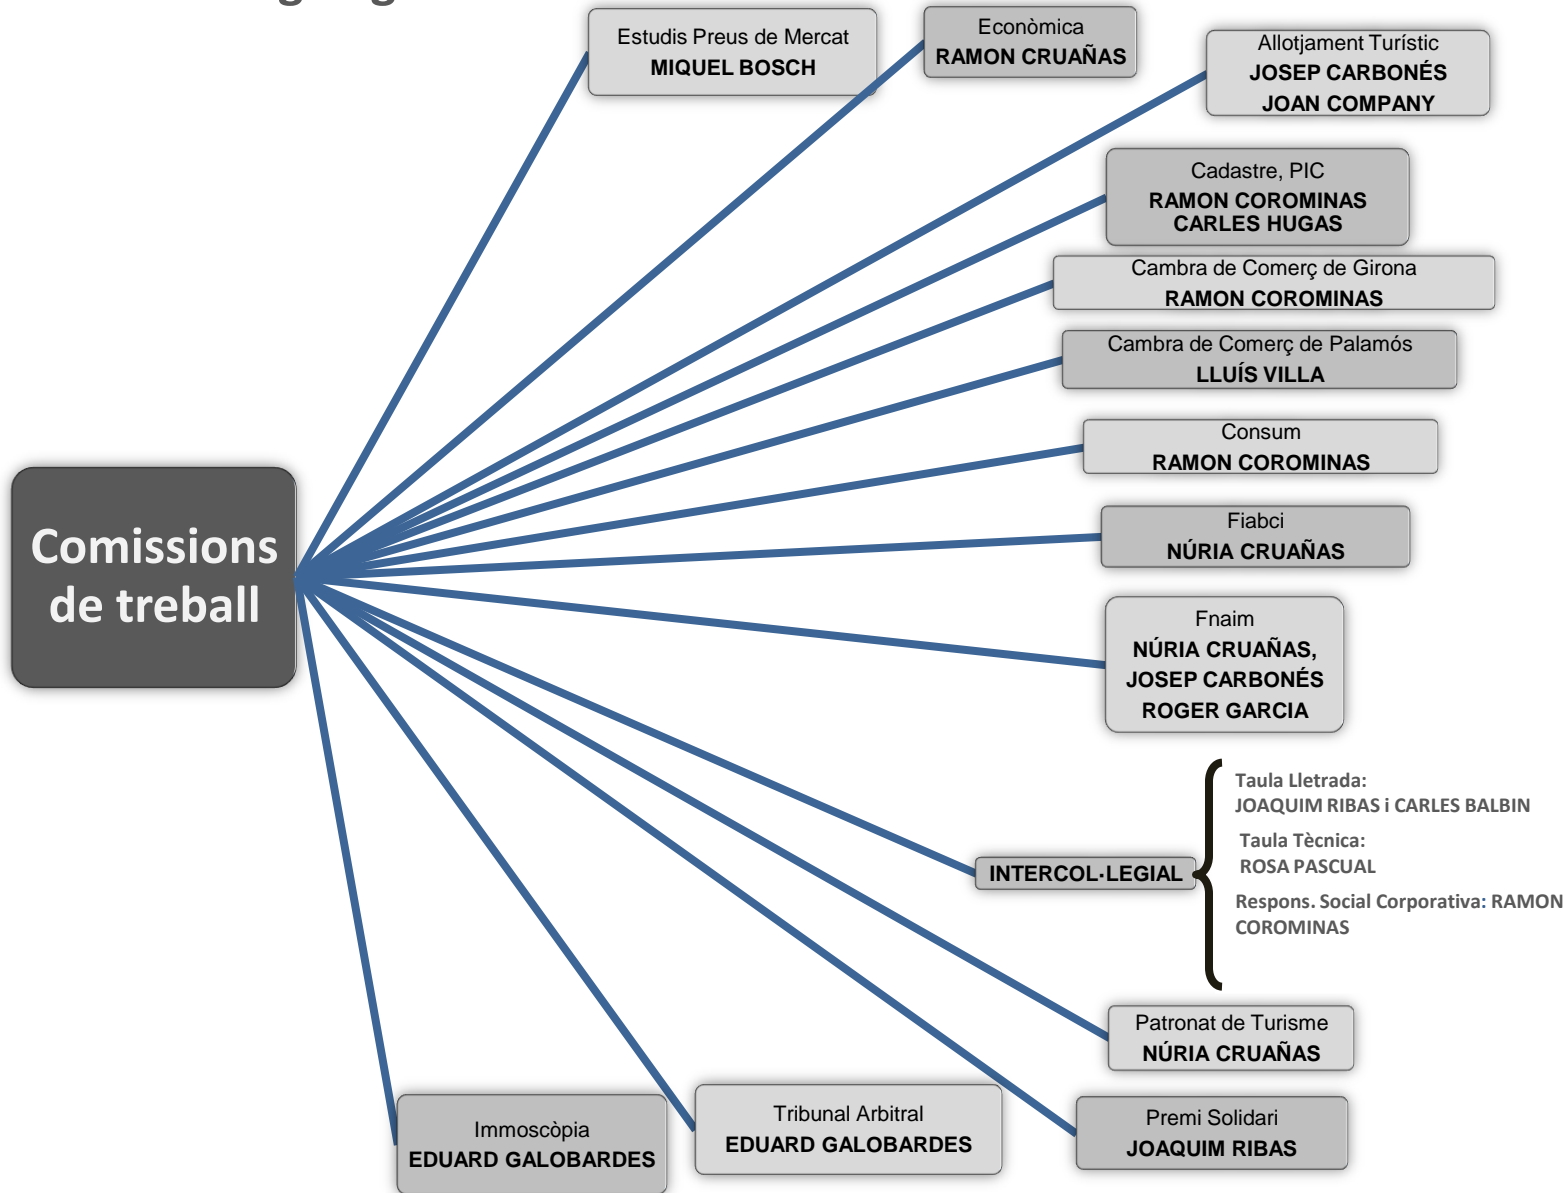 Estudis Preus de Mercat
MIQUEL BOSCH
Econòmica
RAMON CRUAÑAS
Allotjament Turístic
JOSEP CARBONÉS
JOAN COMPANY
Cadastre, PIC
RAMON COROMINAS
CARLES HUGAS
Cambra de Comerç de Girona
RAMON COROMINAS
Cambra de Comerç de Palamós
LLUÍS VILLA
Consum
RAMON COROMINAS
Fiabci
NÚRIA CRUAÑAS
Comissions
de treball
Fnaim
NÚRIA CRUAÑAS,
JOSEP CARBONÉS
ROGER GARCIA
INTERCOL·LEGIAL
Taula Lletrada:
JOAQUIM RIBAS i CARLES BALBIN
Taula Tècnica:
ROSA PASCUAL
Respons. Social Corporativa: RAMON
COROMINAS
Patronat de Turisme
NÚRIA CRUAÑAS
Premi Solidari
JOAQUIM RIBAS
Tribunal Arbitral
EDUARD GALOBARDES
Immoscòpia
EDUARD GALOBARDES